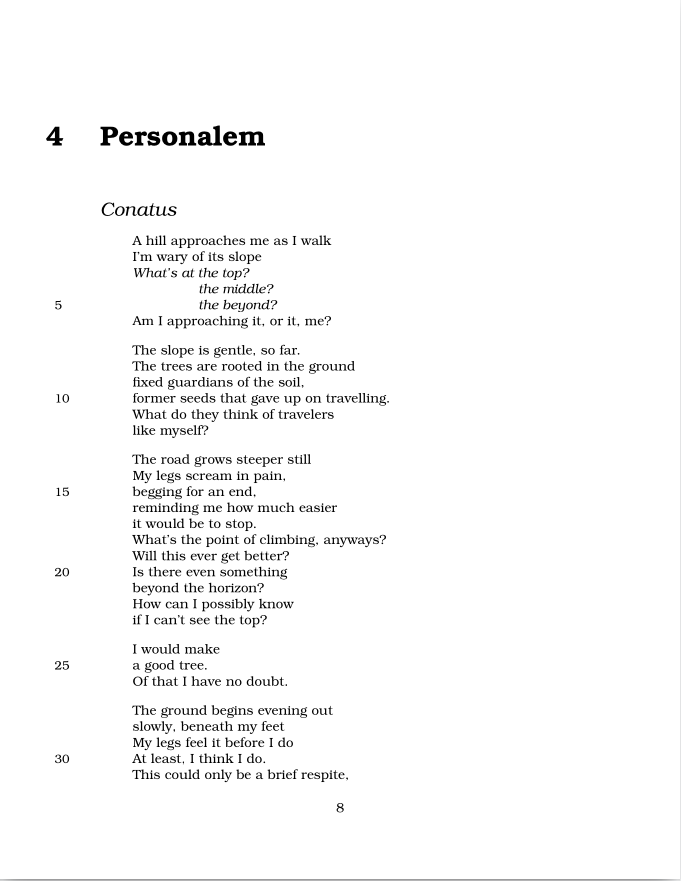 4 Personalem
Conatus
A hill approaches me as I walk
I'm wary of its slope
What's at the top?
the middle?
5 the beyond?
Am I approaching it, or it, me?
The slope is gentle, so far.
The trees are rooted in the ground
fixed guardians of the soil,
10 former seeds that gave up on travelling.
What do they think of travelers
like myself?
The road grows steeper still
My legs scream in pain,
15 begging for an end,
reminding me how much easier
it would be to stop.
What's the point of climbing, anyways?
Will this ever get better?
20 Is there even something
beyond the horizon?
How can I possibly know
if I can't see the top?
I would make
25 a good tree.
Of that I have no doubt.
The ground begins evening out
slowly, beneath my feet
My legs feel it before I do
30 At least, I think I do.
This could only be a brief respite,
8